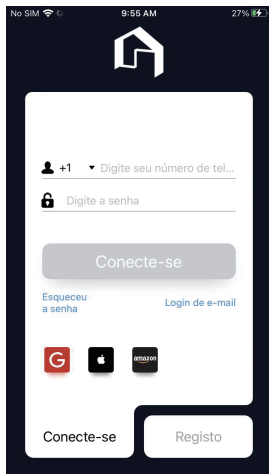 No SIM 9:55 AM 27%
+1 Digite seu número de tel...
Digite a senha
Conecte-se
Esqueceu
a senha
Login de e-mail
G
amazon
Conecte-se
Registo